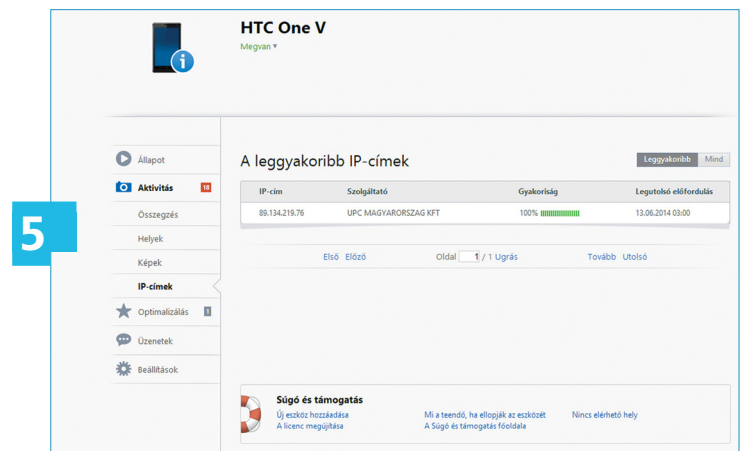 5
HTC One V
Megvan
Állapot
Aktivitás 18
Összegzés
Helyek
Képek
IP-címek
Optimalizálás 1
Üzenetek
Beállítások
A leggyakoribb IP-címek
Leggyakoribb Mind
IP-cím Szolgáltató Gyakoriság Legutolsó előfordulás
89.134.219.76 UPC MAGYARORSZAG KFT 100% 13.06.2014 03:00
Első Előző Oldal 1 / 1 Ugrás Tovább Utolsó
Súgó és támogatás
Új eszköz hozzáadása Mi a teendő, ha ellopják az eszközét Nincs elérhető hely
A licenc megújítása A Súgó és támogatás főoldala